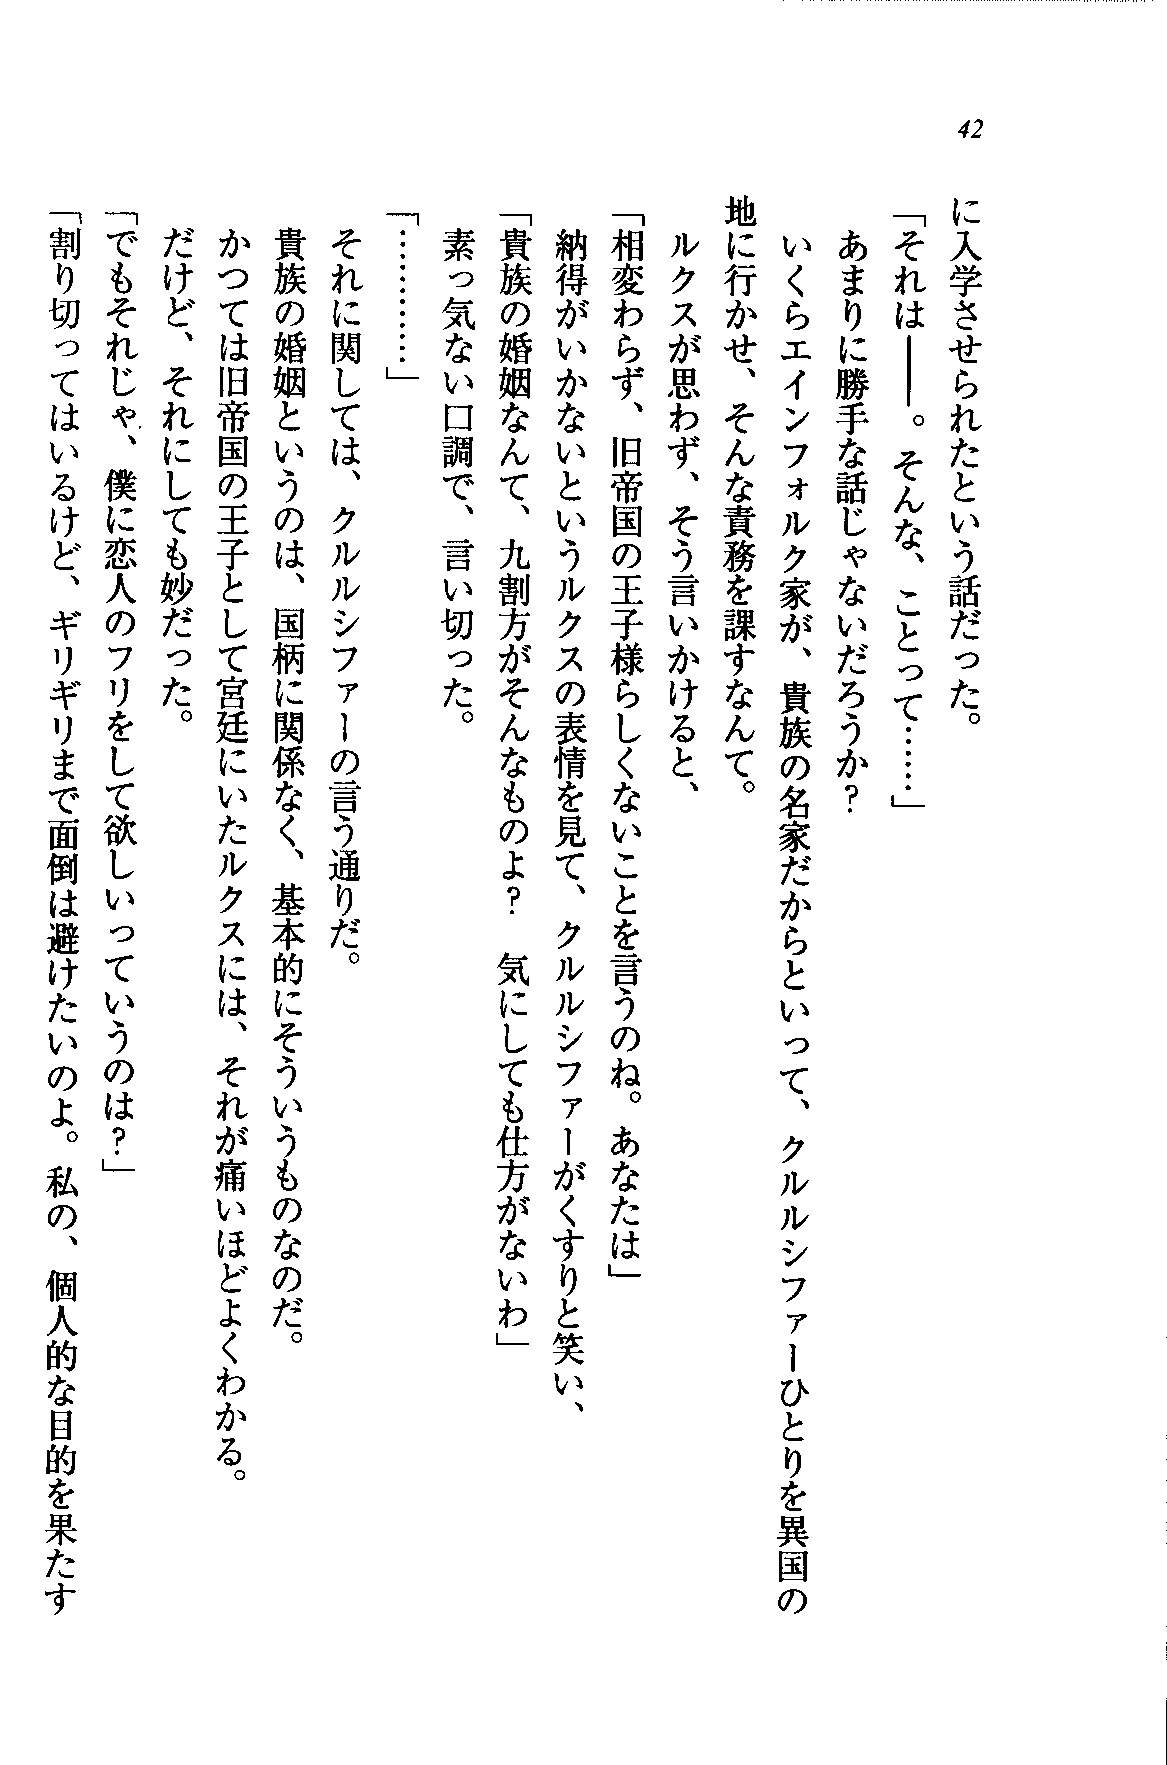 42
に入学させられたという話だった。
「それは――。そんな、ことって……」
あまりに勝手な話じゃないだろうか？
いくらエインフォルク家が、貴族の名家だからといって、クルルシファーひとりを異国の
地に行かせ、そんな責務を課すなんて。
ルクスが思わず、そう言いかけると、
「相変わらず、旧帝国の王子様らしくないことを言うのね。あなたは」
納得がいかないというルクスの表情を見て、クルルシファーがくすりと笑い、
「貴族の婚姻なんて、九割方がそんなものよ？　気にしても仕方がないわ」
素っ気ない口調で、言い切った。
「…………」
それに関しては、クルルシファーの言う通りだ。
貴族の婚姻というのは、国柄に関係なく、基本的にそういうものなのだ。
かつては旧帝国の王子として宮廷にいたルクスには、それが痛いほどよくわかる。
だけど、それにしても妙だった。
「でもそれじゃ、僕に恋人のフリをして欲しいっていうのは？」
「割り切ってはいるけど、ギリギリまで面倒は避けたいのよ。私の、個人的な目的を果たす